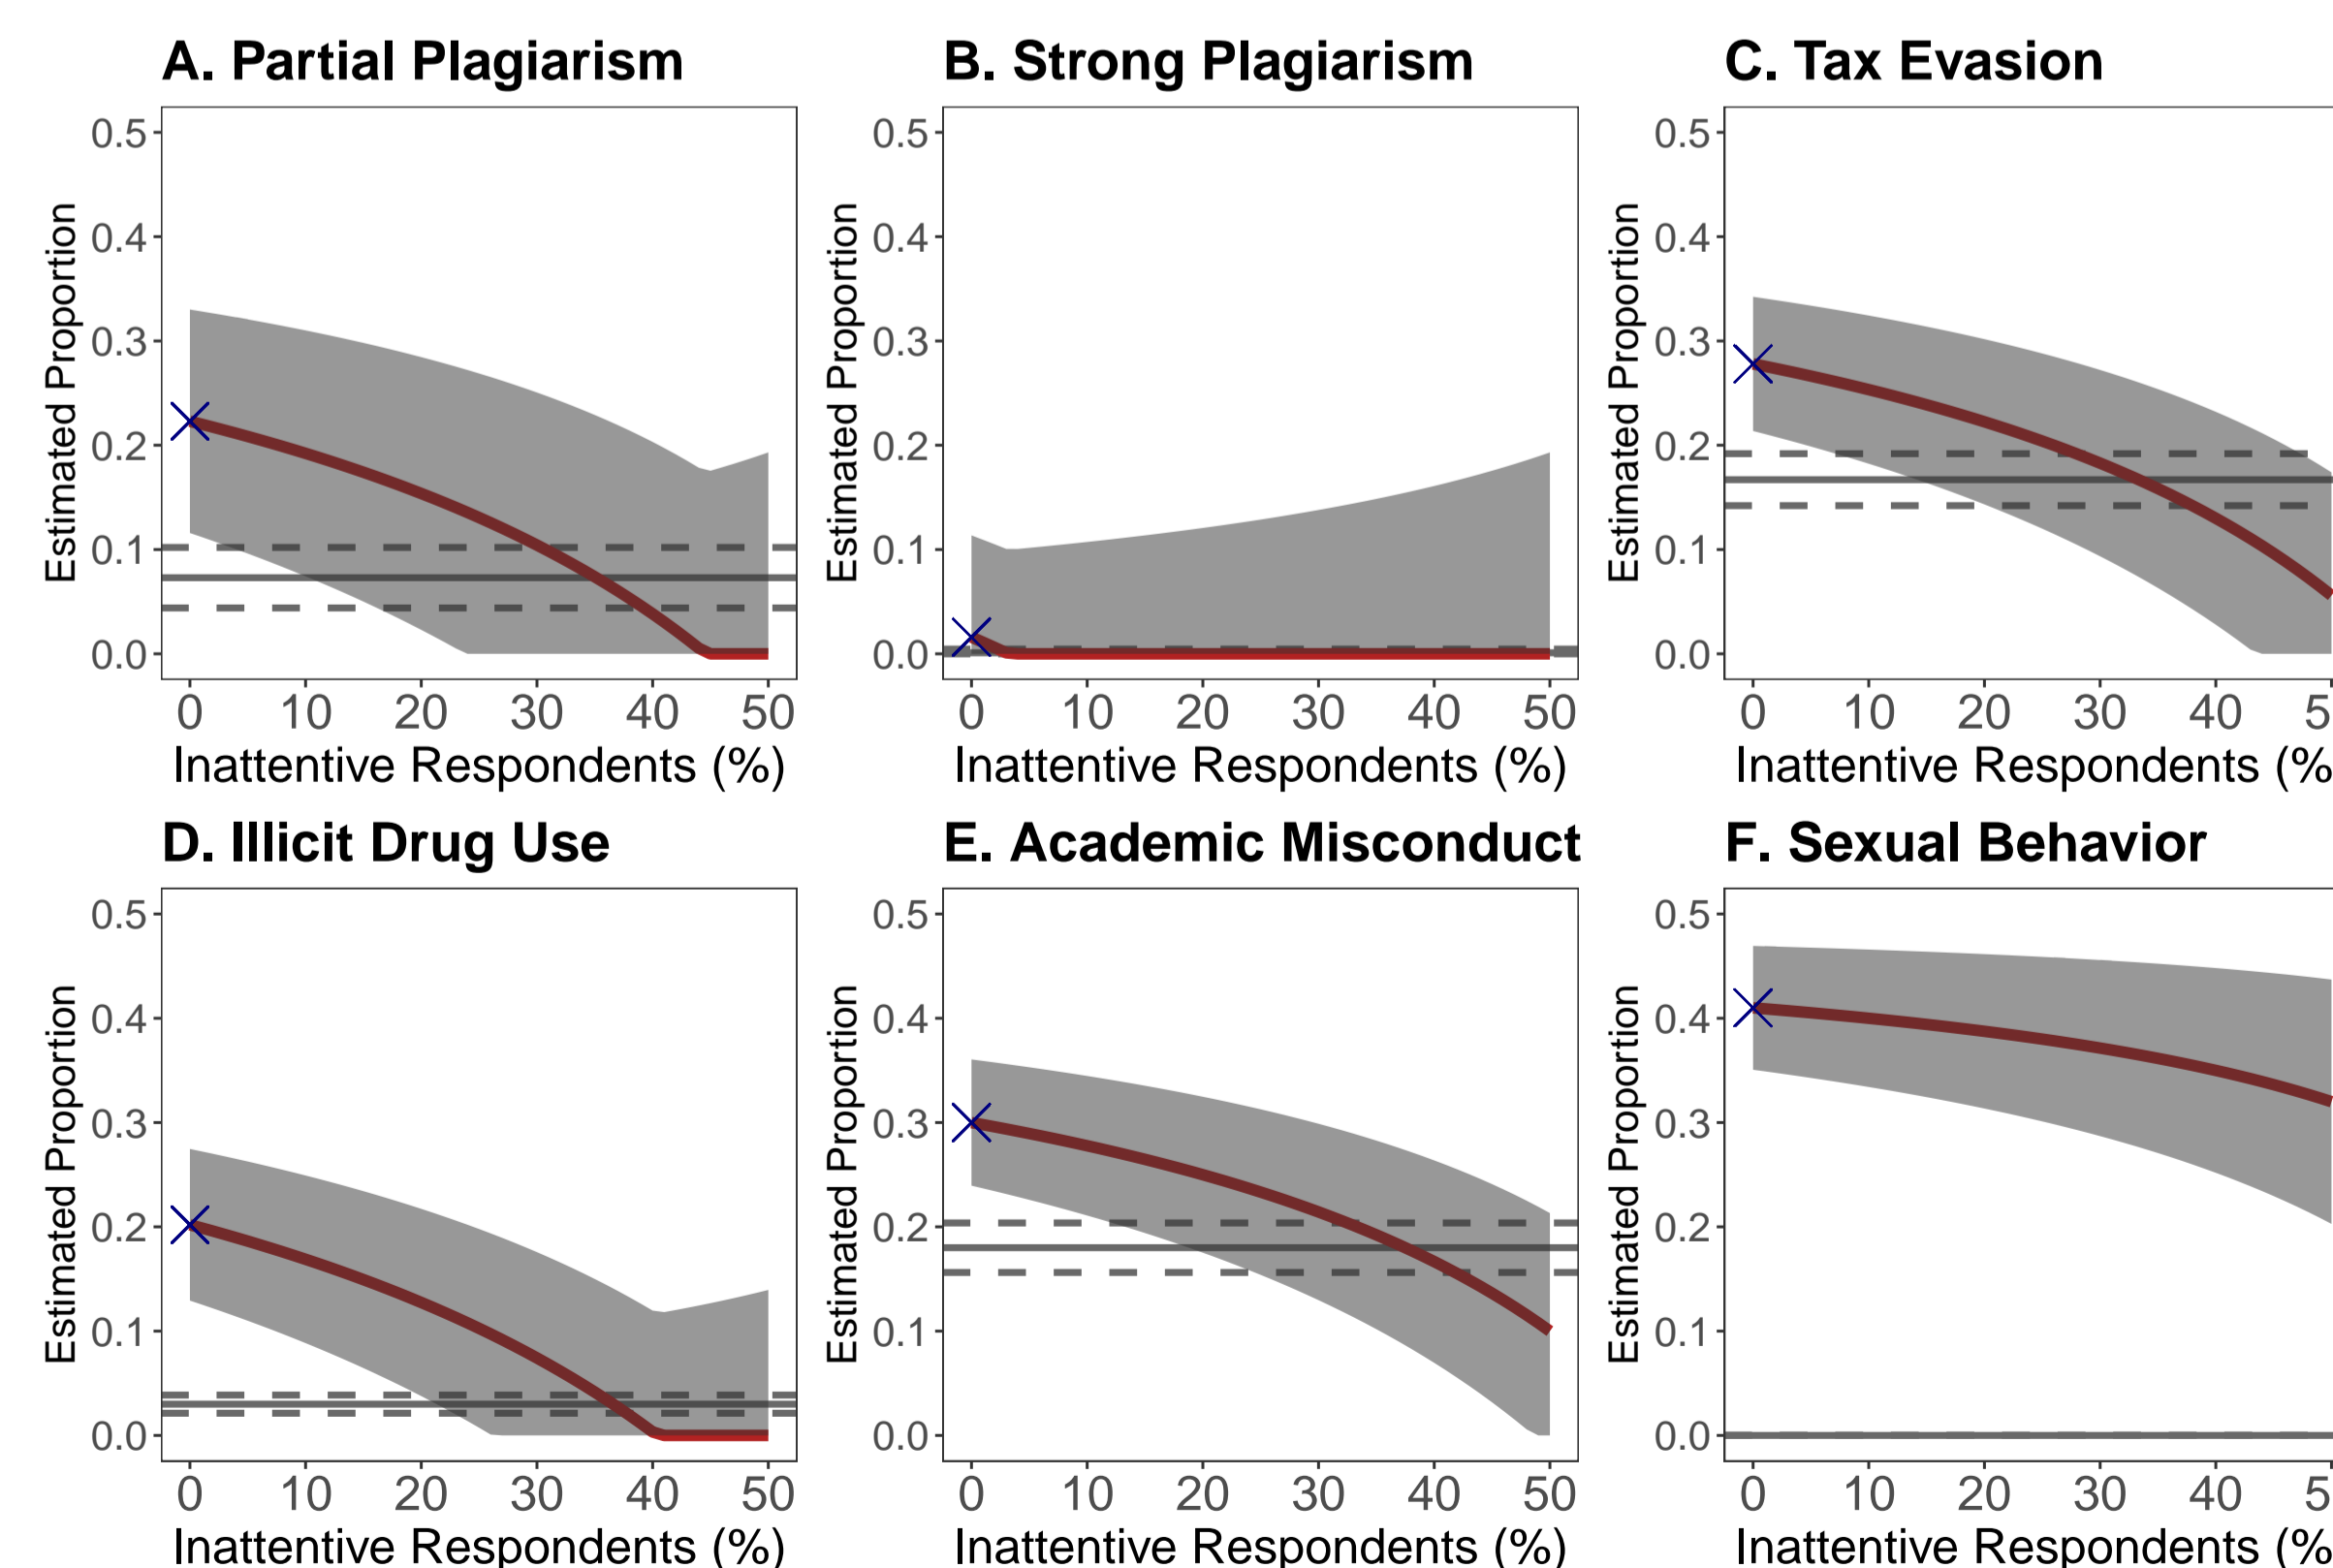 A. Partial Plagiarism
B. Strong Plagiarism
C. Tax Evasion
Estimated Proportion
0.5
0.4
0.3
0.2
0.1
0.0
0 10 20 30 40 50
Inattentive Respondents (%)
Estimated Proportion
0.5
0.4
0.3
0.2
0.1
0.0
0 10 20 30 40 50
Inattentive Respondents (%)
Estimated Proportion
0.5
0.4
0.3
0.2
0.1
0.0
0 10 20 30 40 5
Inattentive Respondents (%
D. Illicit Drug Use
E. Academic Misconduct
F. Sexual Behavior
Estimated Proportion
0.5
0.4
0.3
0.2
0.1
0.0
0 10 20 30 40 50
Inattentive Respondents (%)
Estimated Proportion
0.5
0.4
0.3
0.2
0.1
0.0
0 10 20 30 40 50
Inattentive Respondents (%)
Estimated Proportion
0.5
0.4
0.3
0.2
0.1
0.0
0 10 20 30 40 5
Inattentive Respondents (%